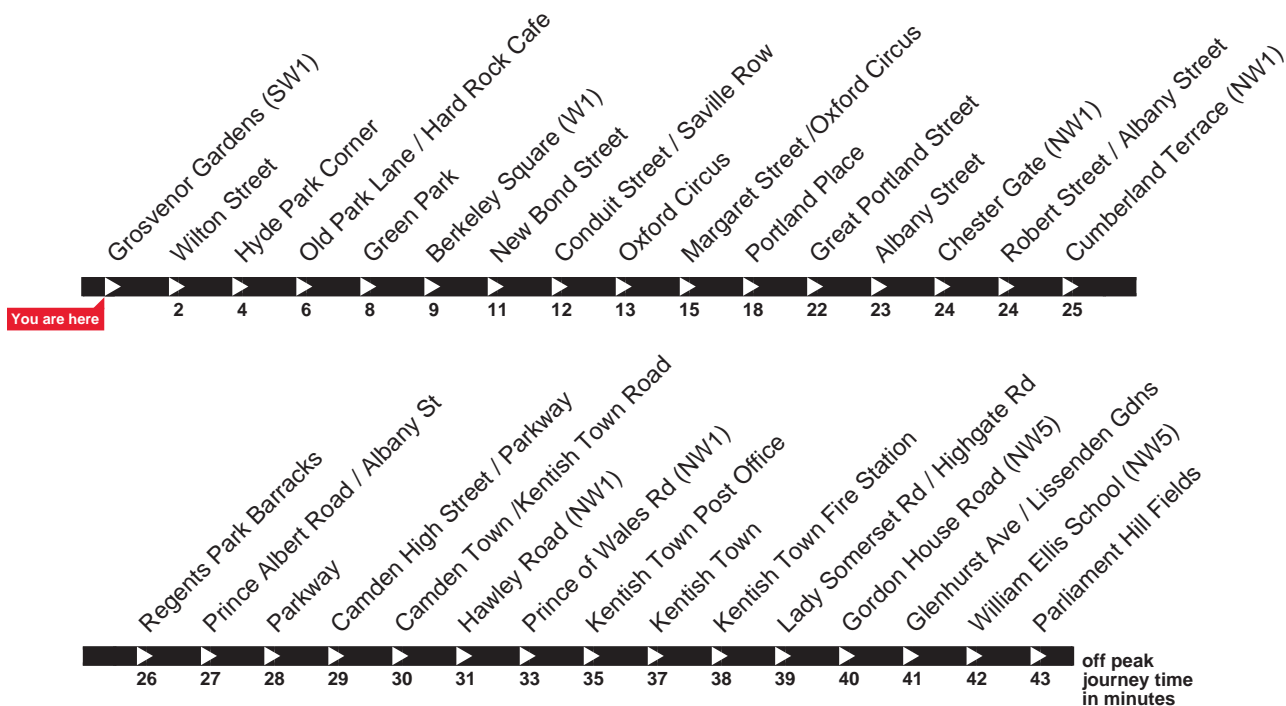 Grosvenor Gardens (SW1)
Wilton Street
Hyde Park Corner
Old Park Lane / Hard Rock Cafe
Green Park
Berkeley Square (W1)
New Bond Street
Conduit Street / Saville Row
Oxford Circus
Margaret Street /Oxford Circus
Portland Place
Great Portland Street
Albany Street
Chester Gate (NW1)
Robert Street / Albany Street
Cumberland Terrace (NW1)
You are here
2 4 6 8 9 11 12 13 15 18 22 23 24 24 25
Regents Park Barracks
Prince Albert Road / Albany St
Parkway
Camden High Street / Parkway
Camden Town /Kentish Town Road
Hawley Road (NW1)
Prince of Wales Rd (NW1)
Kentish Town Post Office
Kentish Town
Kentish Town Fire Station
Lady Somerset Rd / Highgate Rd
Gordon House Road (NW5)
Glenhurst Ave / Lissenden Gdns
William Ellis School (NW5)
Parliament Hill Fields
26 27 28 29 30 31 33 35 37 38 39 40 41 42 43
off peak
journey time
in minutes